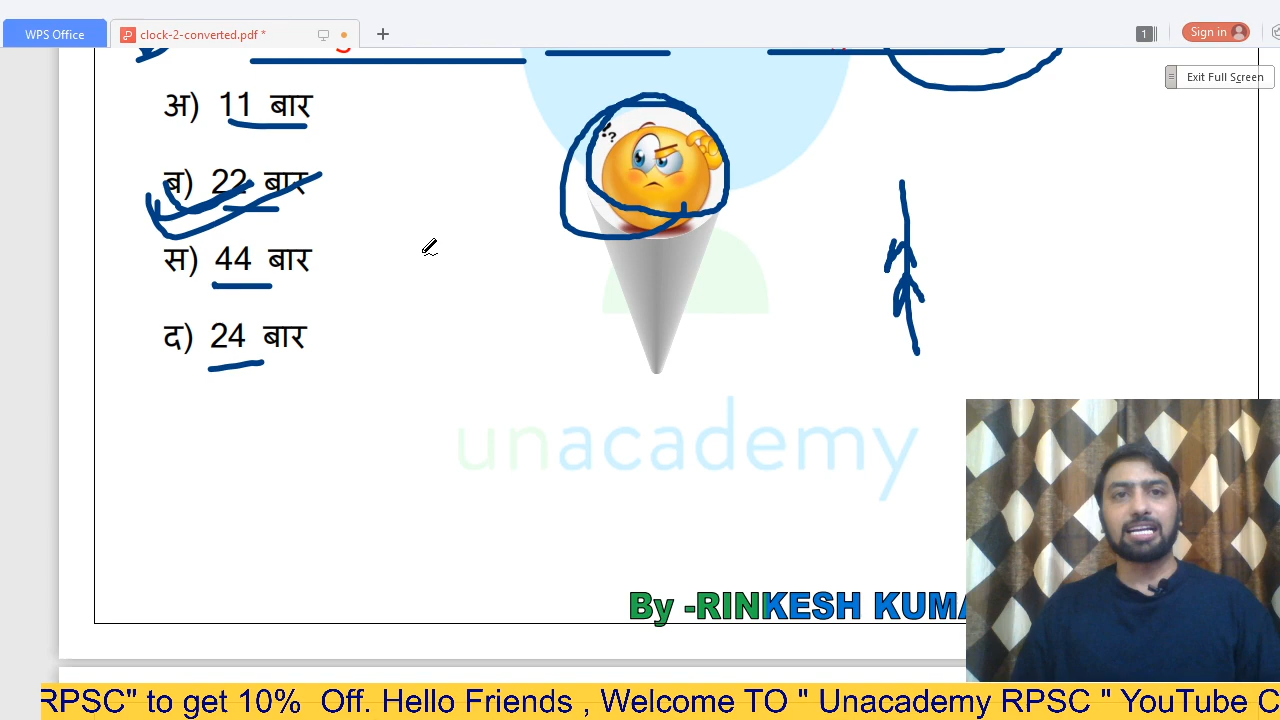 WPS Office
clock-2-converted.pdf *
1
Sign in
Exit Full Screen
अ) 11 बार
ब) 22 बार
स) 44 बार
द) 24 बार
unacademy
By -RINKESH KUMA
RPSC" to get 10% Off. Hello Friends , Welcome TO " Unacademy RPSC " YouTube C